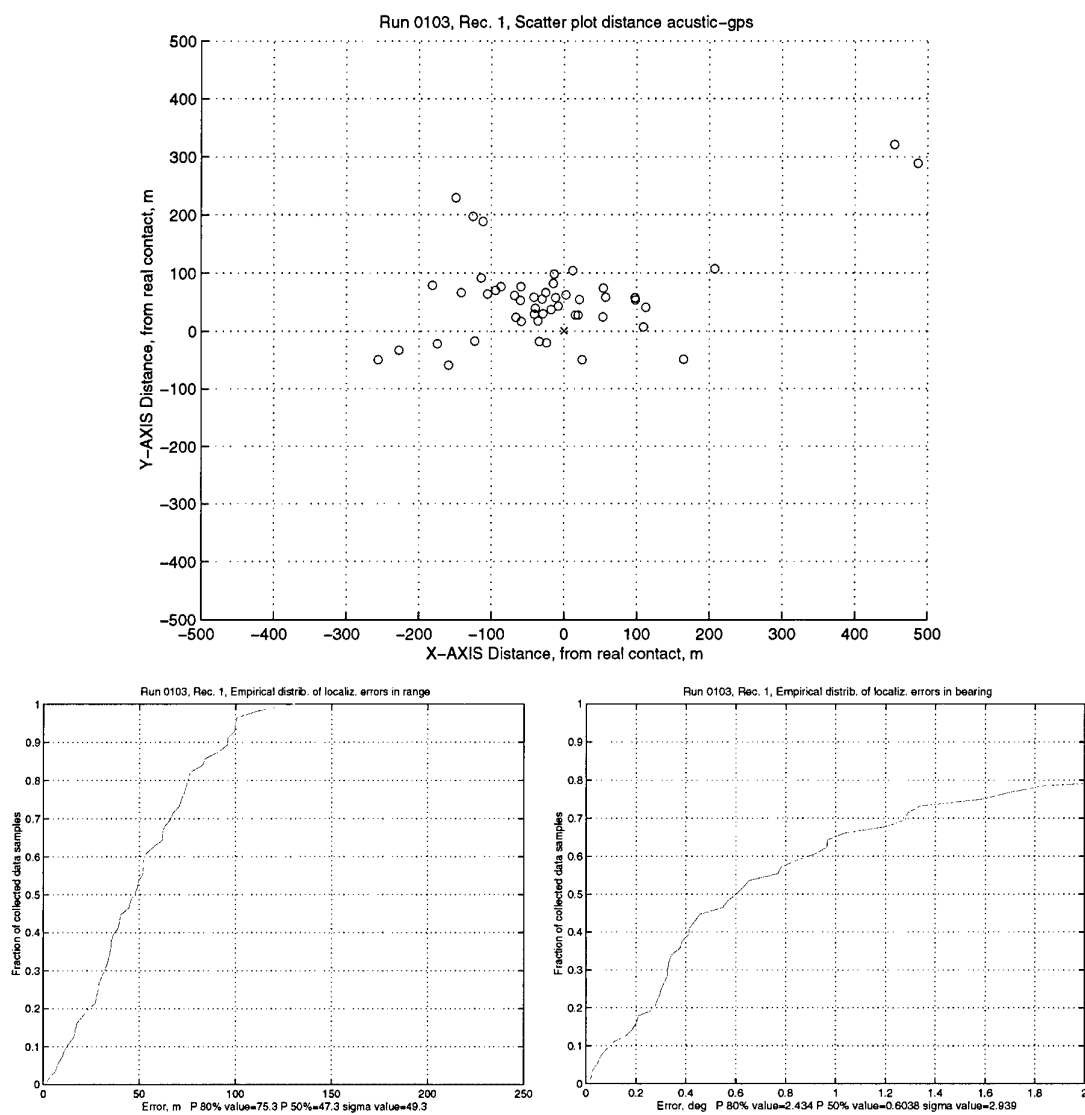 Run 0103, Rec. 1, Scatter plot distance acustic-gps
500
400
300
200
100
0
-100
-200
-300
-400
-500
Y-AXIS Distance, from real contact, m
-500 -400 -300 -200 -100 0 100 200 300 400 500
X-AXIS Distance, from real contact, m
Run 0103, Rec. 1, Empirical distrib. of localiz. errors in range
1
0.9
0.8
0.7
0.6
0.5
0.4
0.3
0.2
0.1
0
Fraction of collected data samples
0 50 100 150 200 250
Error, m P 80% value=75.3 P 50%=47.3 sigma value=49.3
Run 0103, Rec. 1, Empirical distrib. of localiz. errors in bearing
1
0.9
0.8
0.7
0.6
0.5
0.4
0.3
0.2
0.1
0
Fraction of collected data samples
0 0.2 0.4 0.6 0.8 1 1.2 1.4 1.6 1.8 2
Error, deg P 80% value=2.434 P 50% value=0.6038 sigma value=2.939